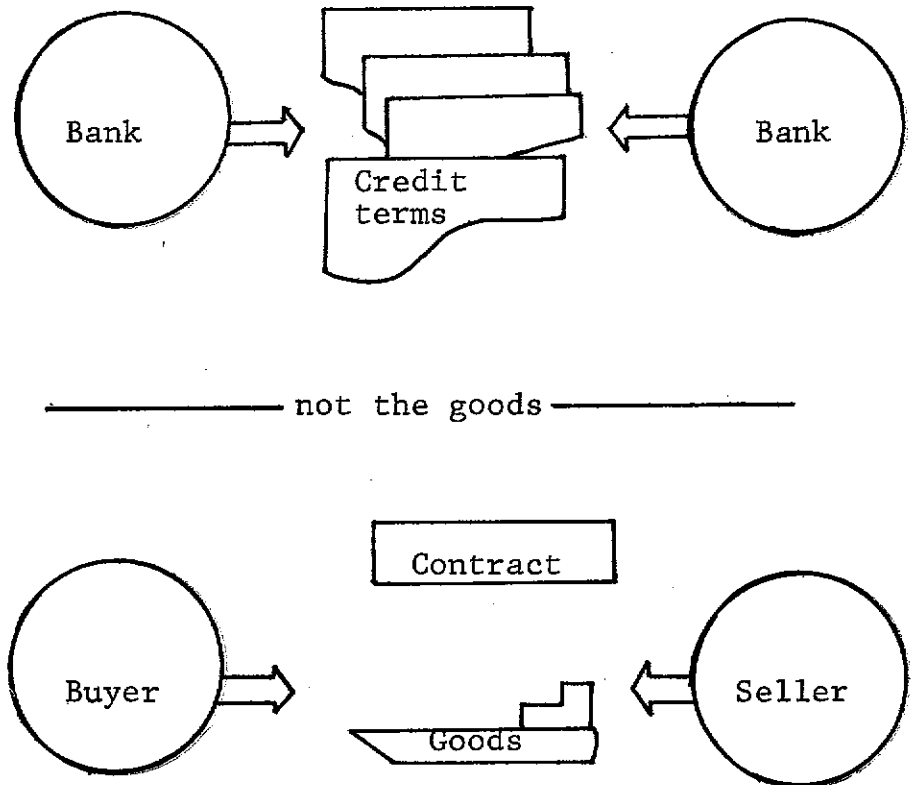 Bank
Credit
terms
Bank
not the goods
Contract
Buyer
Goods
Seller